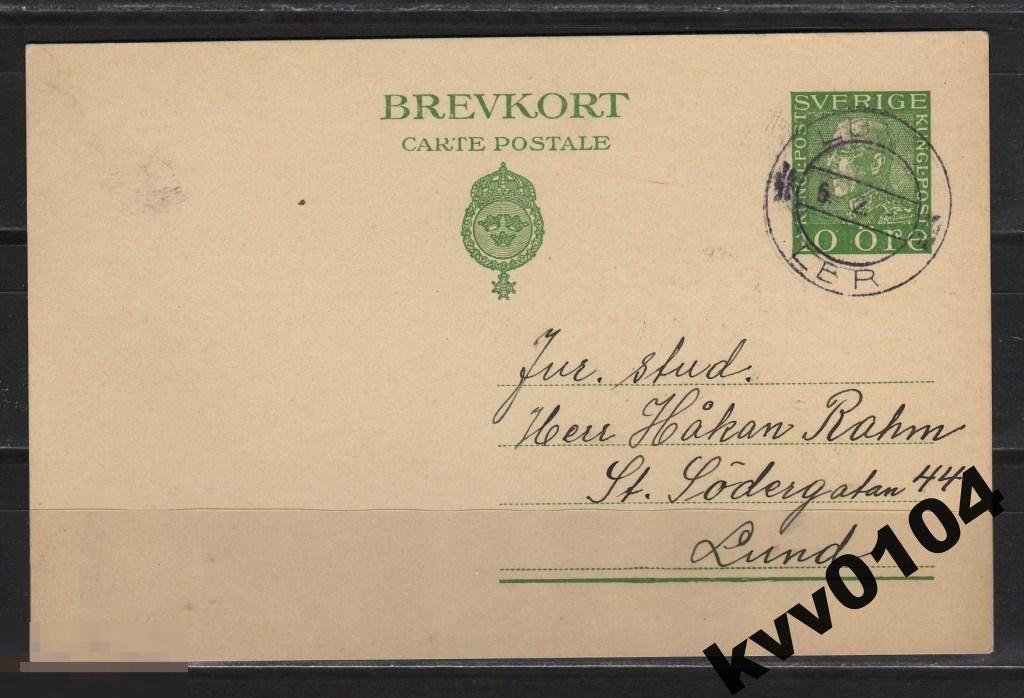 BREVKORT
CARTE POSTALE
SVERIGE
KUNGL. POST
KUNGL. POST
10 ÖRE
LER
Jur. stud.
Herr Håkan Rahm
St. Södergatan 44
Lund
kvv0104